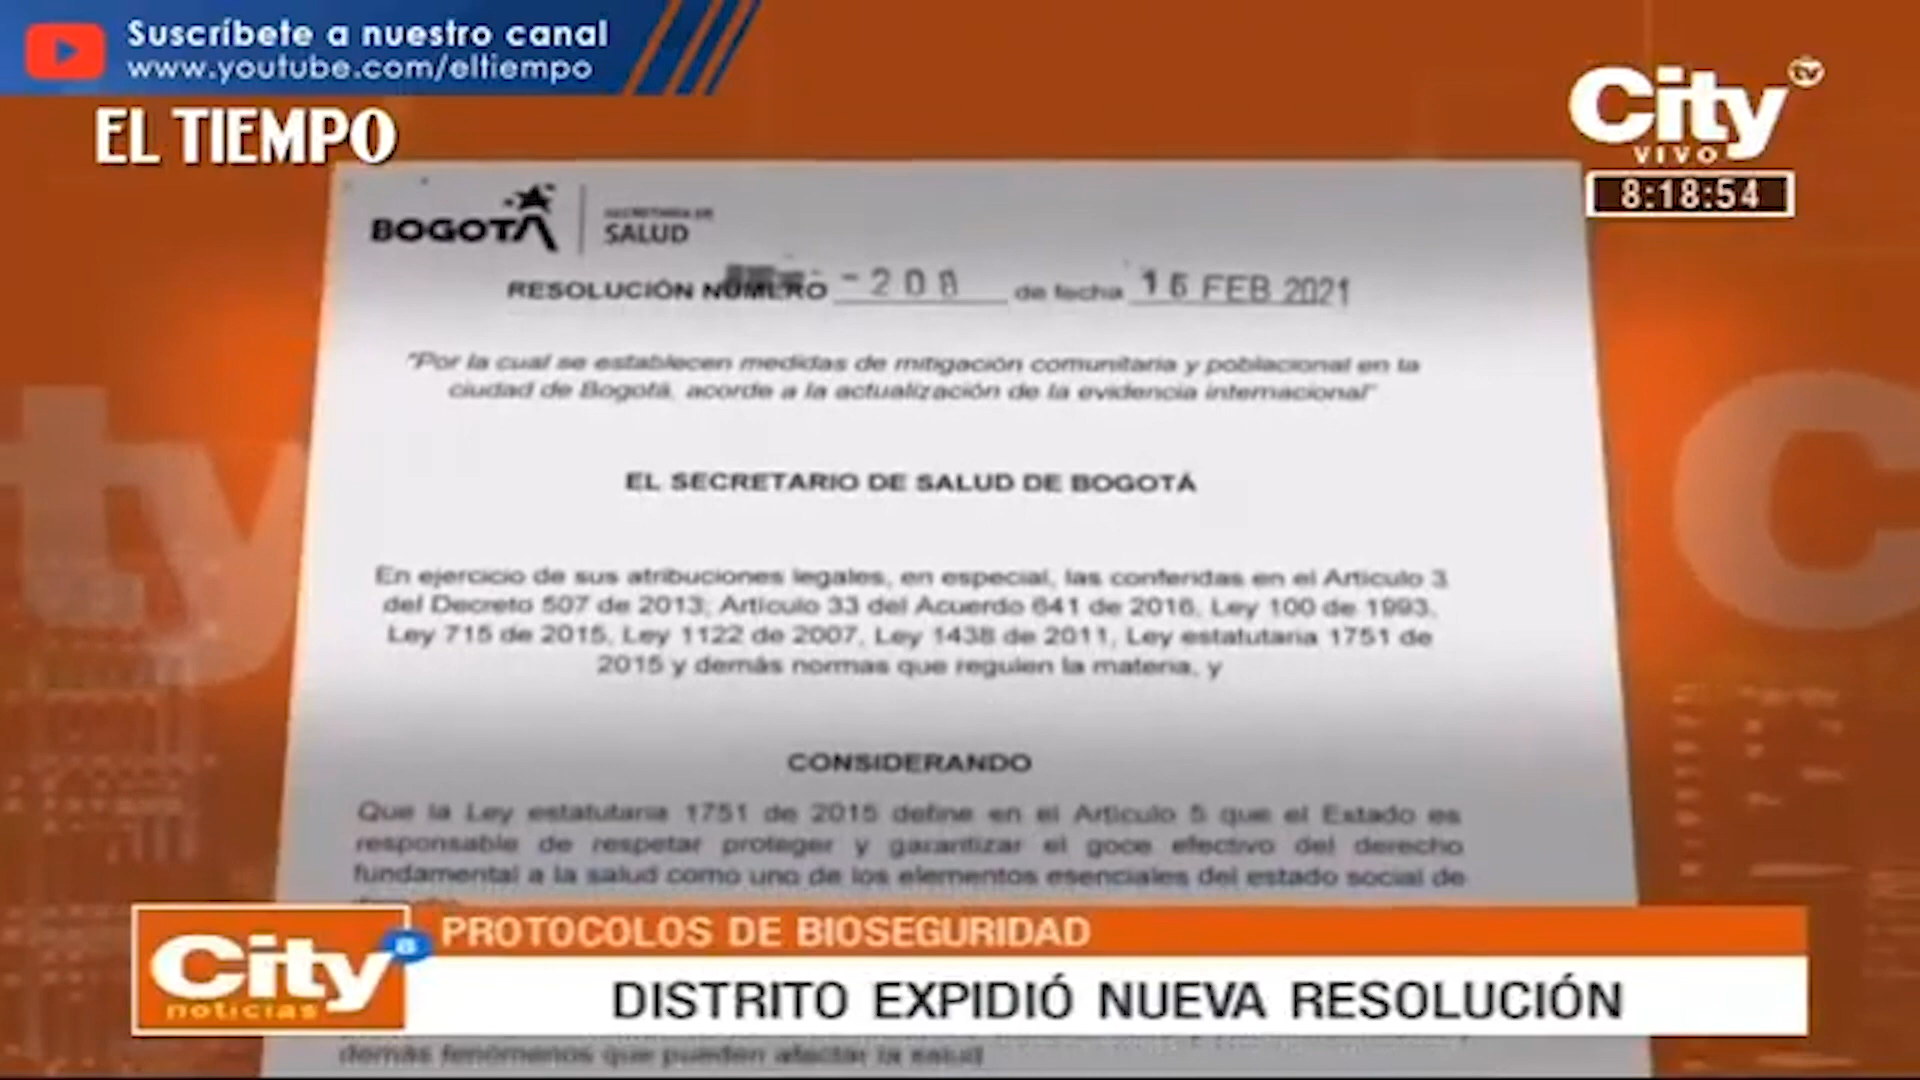 Suscríbete a nuestro canal
www.youtube.com/eltiempo
EL TIEMPO
City tv
VIVO
8:18:54
BOGOTÁ
SECRETARÍA DE
SALUD
RESOLUCIÓN NÚMERO - 208 de fecha 16 FEB 2021
"Por la cual se establecen medidas de mitigación comunitaria y poblacional en la
ciudad de Bogotá, acorde a la actualización de la evidencia internacional"
EL SECRETARIO DE SALUD DE BOGOTÁ
En ejercicio de sus atribuciones legales, en especial, las conferidas en el Artículo 3
del Decreto 507 de 2013; Artículo 33 del Acuerdo 641 de 2016, Ley 100 de 1993,
Ley 715 de 2015, Ley 1122 de 2007, Ley 1438 de 2011, Ley estatutaria 1751 de
2015 y demás normas que regulen la materia, y
CONSIDERANDO
Que la Ley estatutaria 1751 de 2015 define en el Artículo 5 que el Estado es
responsable de respetar proteger y garantizar el goce efectivo del derecho
fundamental a la salud como uno de los elementos esenciales del estado social de
City
noticias
PROTOCOLOS DE BIOSEGURIDAD
DISTRITO EXPIDIÓ NUEVA RESOLUCIÓN
demás fenómenos que pueden afectar la salud
ty
C